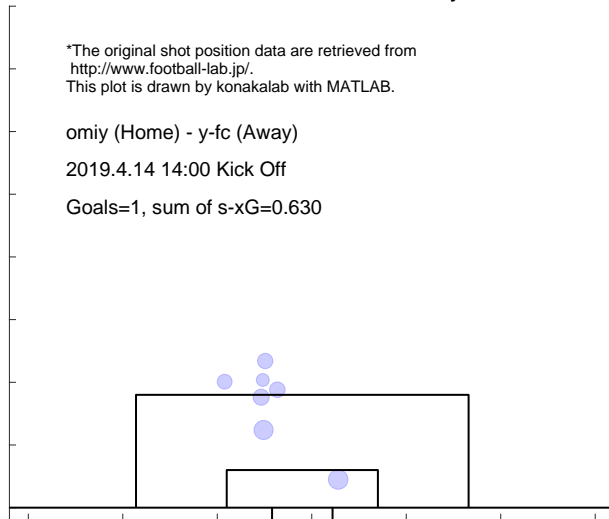 *The original shot position data are retrieved from
http://www.football-lab.jp/.
This plot is drawn by konakalab with MATLAB.
omiy (Home) - y-fc (Away)
2019.4.14 14:00 Kick Off
Goals=1, sum of s-xG=0.630